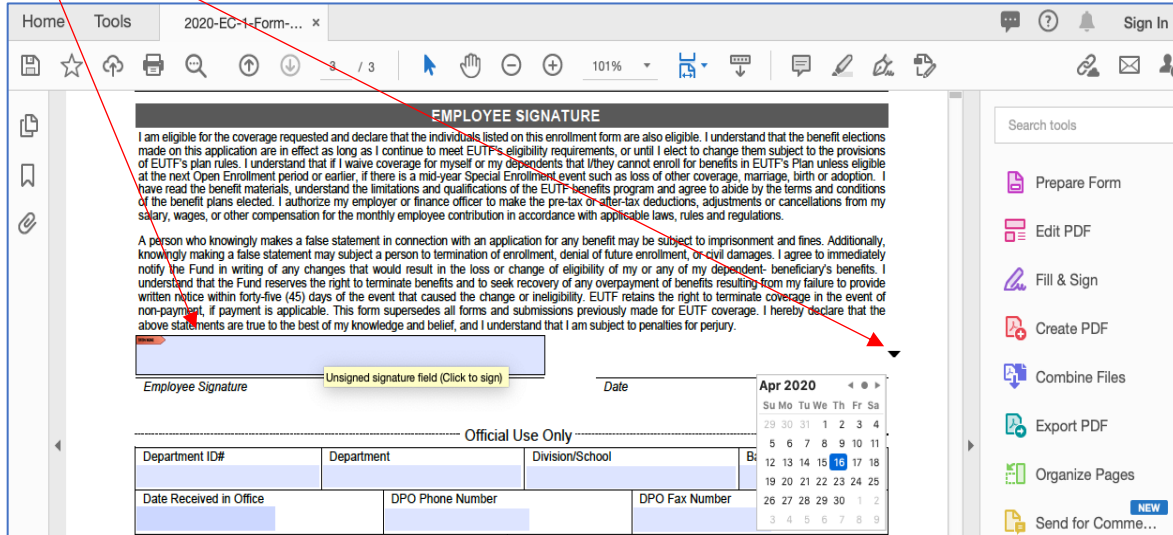 Home Tools 2020-EC-1-Form-... × Sign In
3 / 3 101%
EMPLOYEE SIGNATURE
I am eligible for the coverage requested and declare that the individuals listed on this enrollment form are also eligible. I understand that the benefit elections
made on this application are in effect as long as I continue to meet EUTF's eligibility requirements, or until I elect to change them subject to the provisions
of EUTF's plan rules. I understand that if I waive coverage for myself or my dependents that I/they cannot enroll for benefits in EUTF's Plan unless eligible
at the next Open Enrollment period or earlier, if there is a mid-year Special Enrollment event such as loss of other coverage, marriage, birth or adoption. I
have read the benefit materials, understand the limitations and qualifications of the EUTF benefits program and agree to abide by the terms and conditions
of the benefit plans elected. I authorize my employer or finance officer to make the pre-tax or after-tax deductions, adjustments or cancellations from my
salary, wages, or other compensation for the monthly employee contribution in accordance with applicable laws, rules and regulations.
A person who knowingly makes a false statement in connection with an application for any benefit may be subject to imprisonment and fines. Additionally,
knowingly making a false statement may subject a person to termination of enrollment, denial of future enrollment, or civil damages. I agree to immediately
notify the Fund in writing of any changes that would result in the loss or change of eligibility of my or any of my dependent- beneficiary's benefits. I
understand that the Fund reserves the right to terminate benefits and to seek recovery of any overpayment of benefits resulting from my failure to provide
written notice within forty-five (45) days of the event that caused the change or ineligibility. EUTF retains the right to terminate coverage in the event of
non-payment, if payment is applicable. This form supersedes all forms and submissions previously made for EUTF coverage. I hereby declare that the
above statements are true to the best of my knowledge and belief, and I understand that I am subject to penalties for perjury.
Unsigned signature field (Click to sign)
Employee Signature Date
Apr 2020
Su Mo Tu We Th Fr Sa
29 30 31 1 2 3 4
5 6 7 8 9 10 11
12 13 14 15 16 17 18
19 20 21 22 23 24 25
26 27 28 29 30 1 2
3 4 5 6 7 8 9
Official Use Only
Department ID# Department Division/School
Date Received in Office DPO Phone Number DPO Fax Number
Search tools
Prepare Form
Edit PDF
Fill & Sign
Create PDF
Combine Files
Export PDF
Organize Pages
NEW
Send for Comme...